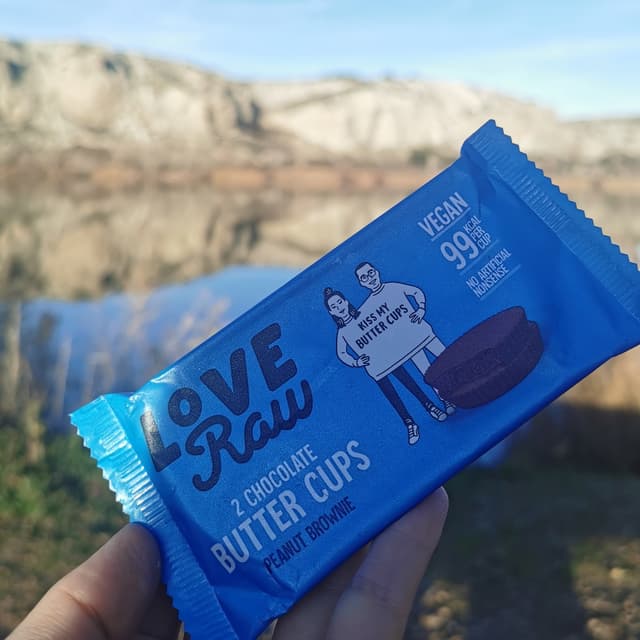 LOVE
Raw
2 CHOCOLATE
BUTTER CUPS
PEANUT BROWNIE
KISS MY
BUTTER CUPS
VEGAN
99 KCAL
PER
CUP
NO ARTIFICIAL
NONSENSE